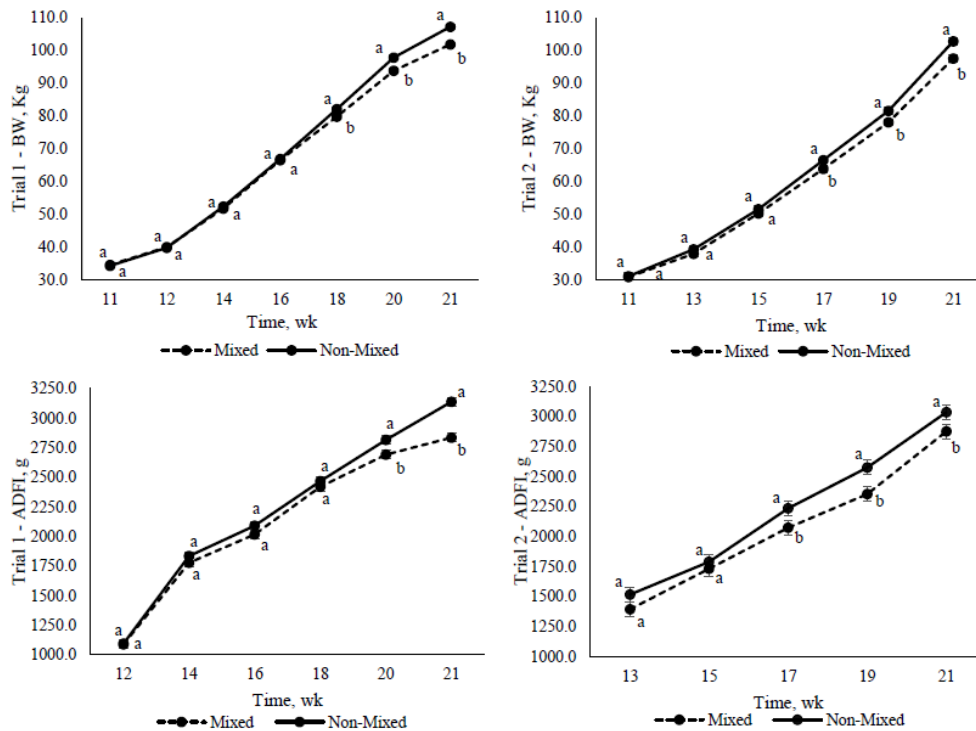 Trial 1 - BW, Kg
110.0
100.0
90.0
80.0
70.0
60.0
50.0
40.0
30.0
a a a a a a a
a a a a b b b
11 12 14 16 18 20 21
Time, wk
Mixed Non-Mixed
Trial 2 - BW, Kg
110.0
100.0
90.0
80.0
70.0
60.0
50.0
40.0
30.0
a a a a a a
a a a b b b
11 13 15 17 19 21
Time, wk
Mixed Non-Mixed
Trial 1 - ADFI, g
3250.0
3000.0
2750.0
2500.0
2250.0
2000.0
1750.0
1500.0
1250.0
1000.0
a a a a a a
a a a a b b
12 14 16 18 20 21
Time, wk
Mixed Non-Mixed
Trial 2 - ADFI, g
3250.0
3000.0
2750.0
2500.0
2250.0
2000.0
1750.0
1500.0
1250.0
1000.0
a a a a a
a a b b b
13 15 17 19 21
Time, wk
Mixed Non-Mixed